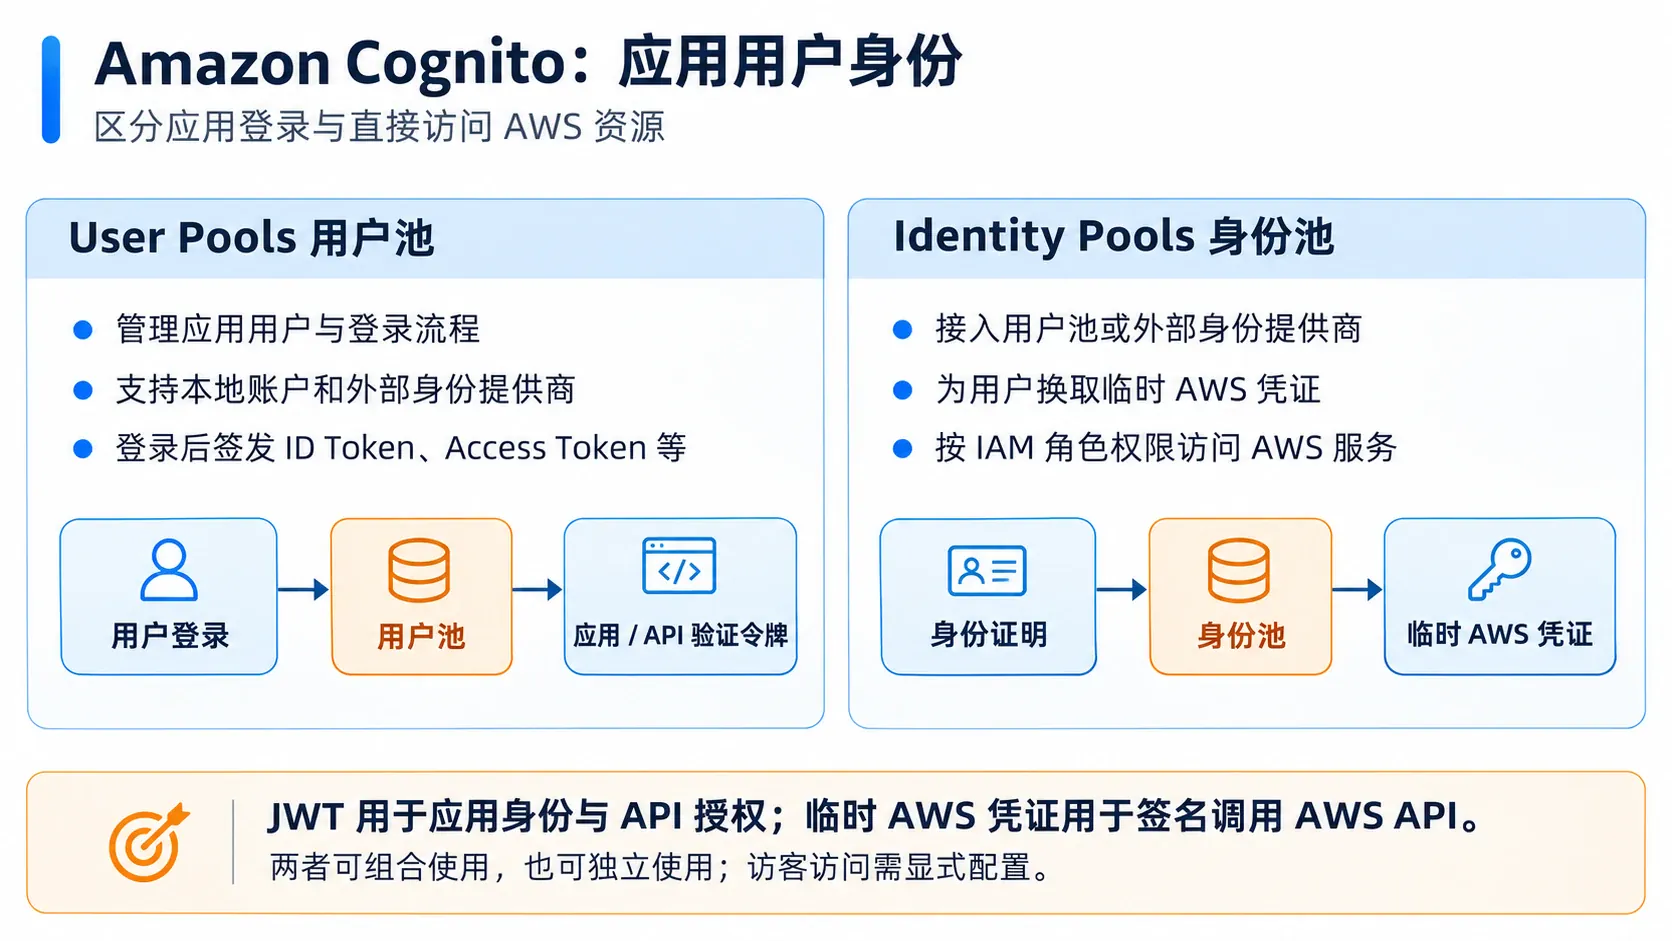 Amazon Cognito：应用用户身份
区分应用登录与直接访问 AWS 资源
User Pools 用户池
管理应用用户与登录流程
支持本地账户和外部身份提供商
登录后签发 ID Token、Access Token 等
用户登录
用户池
应用 / API 验证令牌
Identity Pools 身份池
接入用户池或外部身份提供商
为用户换取临时 AWS 凭证
按 IAM 角色权限访问 AWS 服务
身份证明
身份池
临时 AWS 凭证
JWT 用于应用身份与 API 授权；临时 AWS 凭证用于签名调用 AWS API。
两者可组合使用，也可独立使用；访客访问需显式配置。